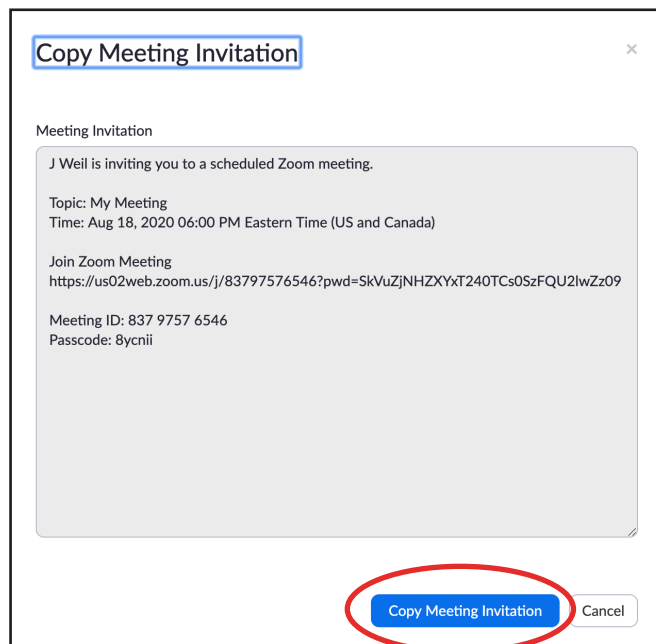 Copy Meeting Invitation
×
Meeting Invitation
J Weil is inviting you to a scheduled Zoom meeting.
Topic: My Meeting
Time: Aug 18, 2020 06:00 PM Eastern Time (US and Canada)
Join Zoom Meeting
https://us02web.zoom.us/j/83797576546?pwd=SkVuZjNHZXYxT240TCs0SzFQU2lwZz09
Meeting ID: 837 9757 6546
Passcode: 8ycnii
Copy Meeting Invitation Cancel